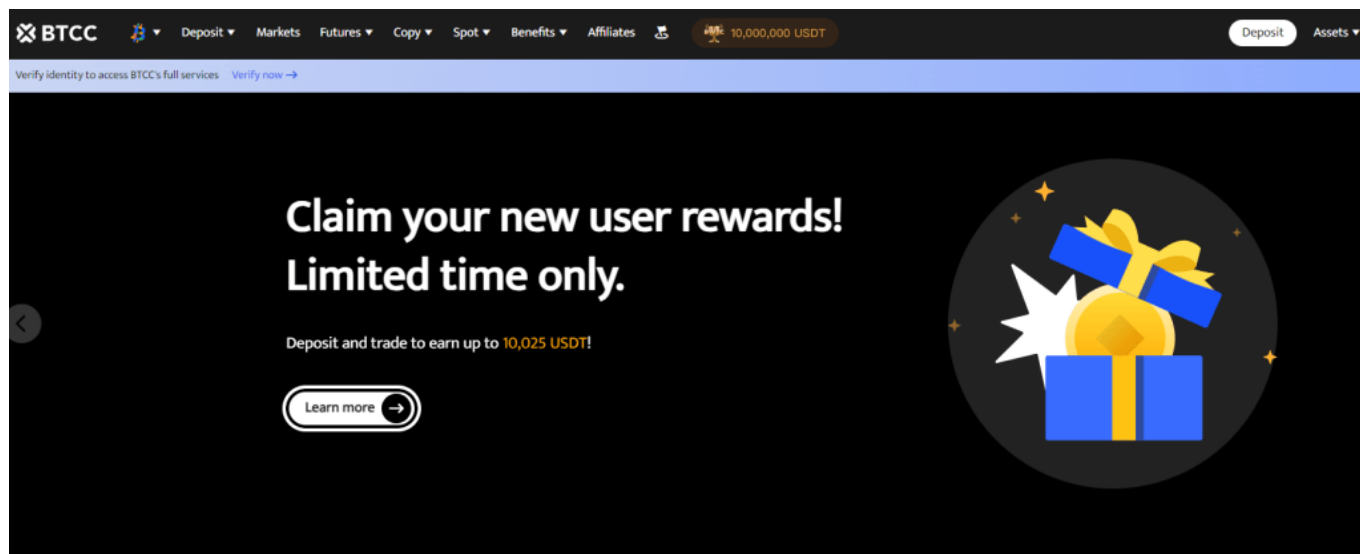 BTCC Deposit Markets Futures Copy Spot Benefits Affiliates 10,000,000 USDT Deposit Assets
Verify identity to access BTCC's full services Verify now →
Claim your new user rewards!
Limited time only.
Deposit and trade to earn up to 10,025 USDT!
Learn more →